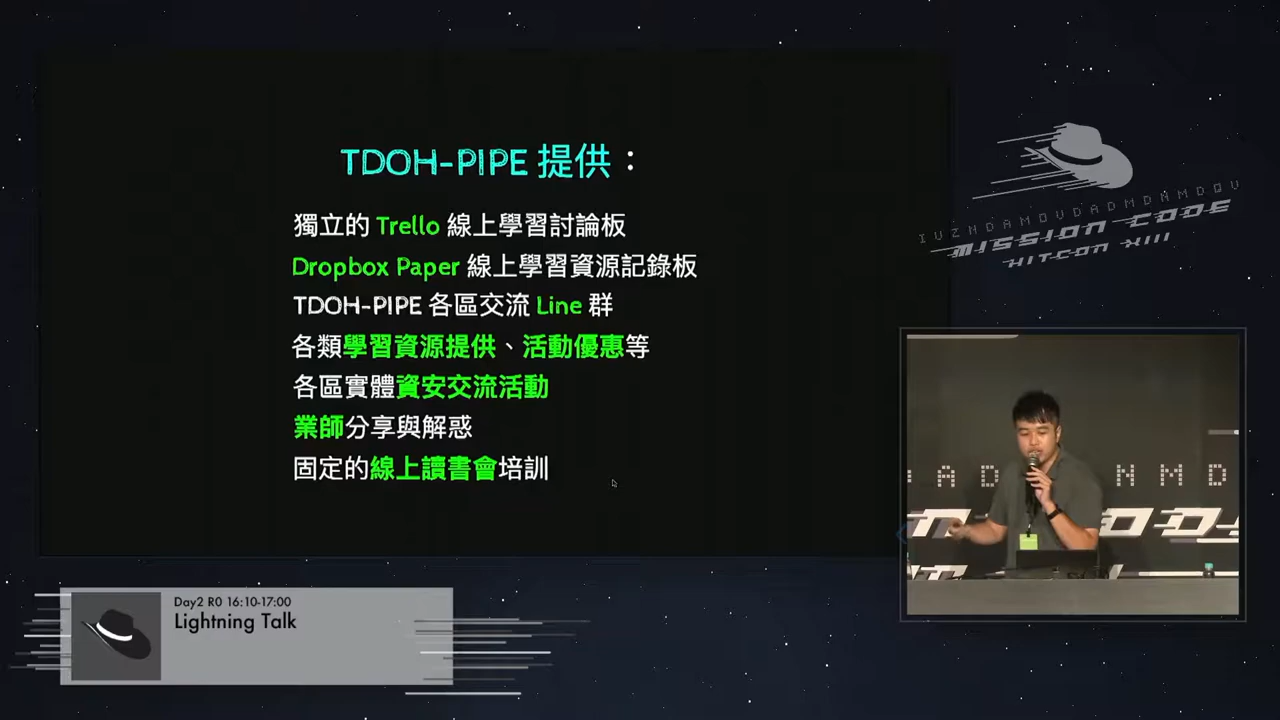 TDOH-PIPE 提供：
獨立的 Trello 線上學習討論板
Dropbox Paper 線上學習資源記錄板
TDOH-PIPE 各區交流 Line 群
各類學習資源提供、活動優惠等
各區實體資安交流活動
業師分享與解惑
固定的線上讀書會培訓
IUZHDAMOVDADMDNMDQV
MISSION CODE
HITCON XIII
Day2 R0 16:10-17:00
Lightning Talk